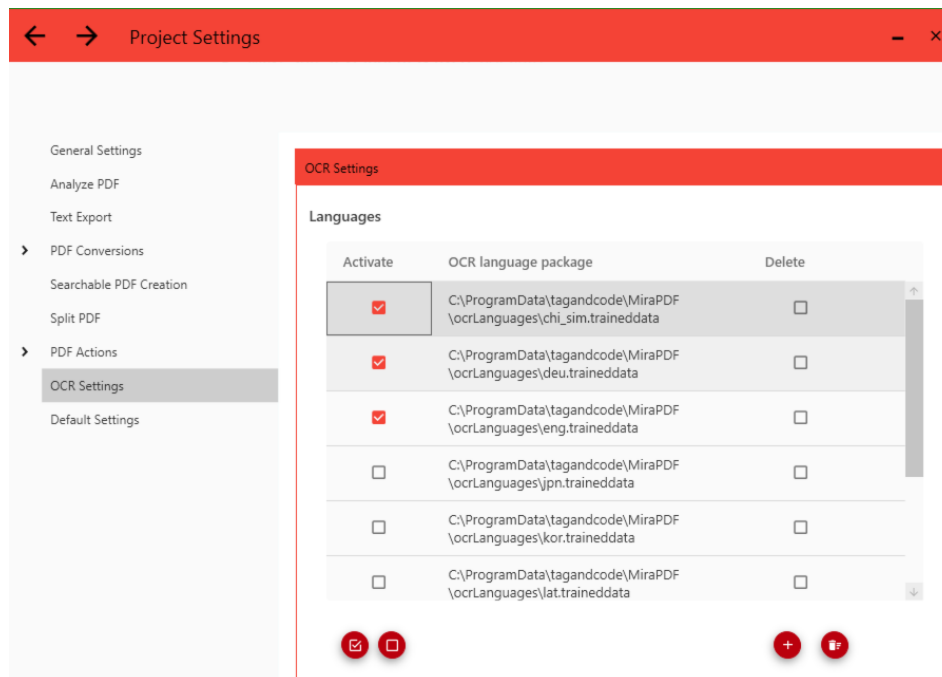 Project Settings
General Settings
Analyze PDF
Text Export
PDF Conversions
Searchable PDF Creation
Split PDF
PDF Actions
OCR Settings
Default Settings
OCR Settings
Languages
Activate OCR language package Delete
C:\ProgramData\tagandcode\MiraPDF
\ocrLanguages\chi_sim.traineddata
C:\ProgramData\tagandcode\MiraPDF
\ocrLanguages\deu.traineddata
C:\ProgramData\tagandcode\MiraPDF
\ocrLanguages\eng.traineddata
C:\ProgramData\tagandcode\MiraPDF
\ocrLanguages\jpn.traineddata
C:\ProgramData\tagandcode\MiraPDF
\ocrLanguages\kor.traineddata
C:\ProgramData\tagandcode\MiraPDF
\ocrLanguages\lat.traineddata